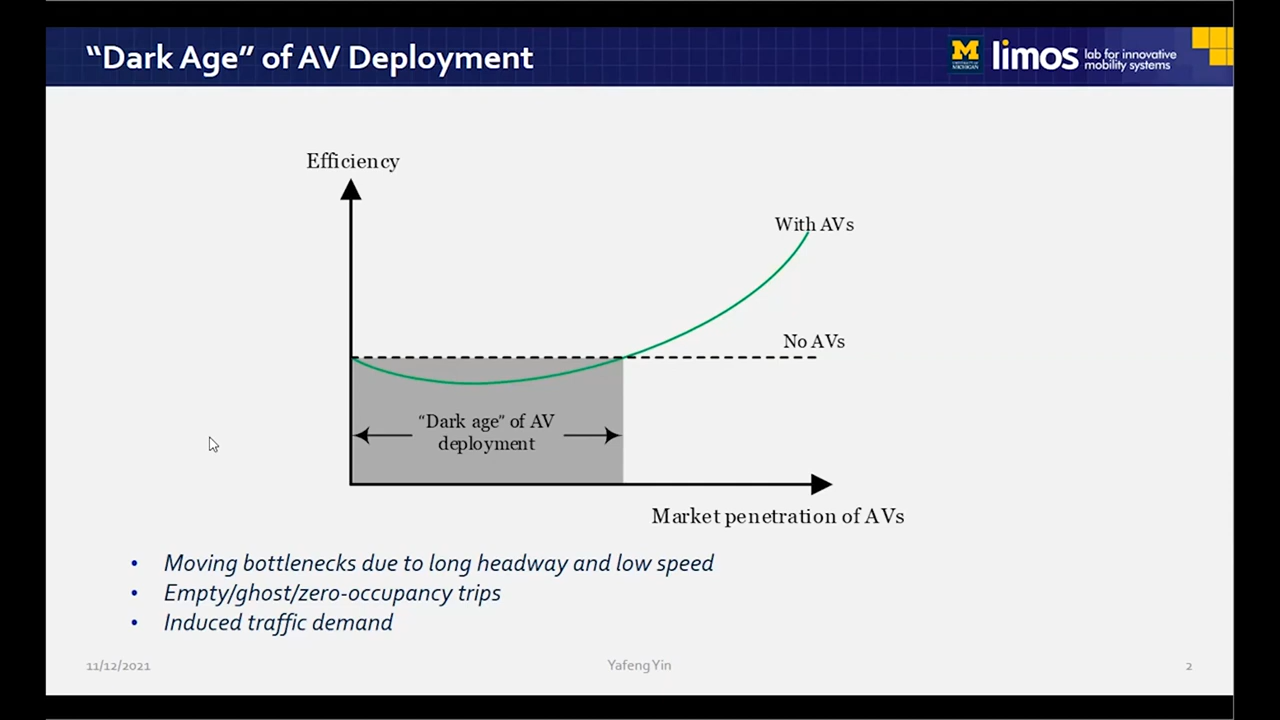 “Dark Age” of AV Deployment
M
UNIVERSITY OF MICHIGAN
limos lab for innovative mobility systems
Efficiency
With AVs
No AVs
“Dark age” of AV
deployment
Market penetration of AVs
• Moving bottlenecks due to long headway and low speed
• Empty/ghost/zero-occupancy trips
• Induced traffic demand
11/12/2021
Yafeng Yin
2